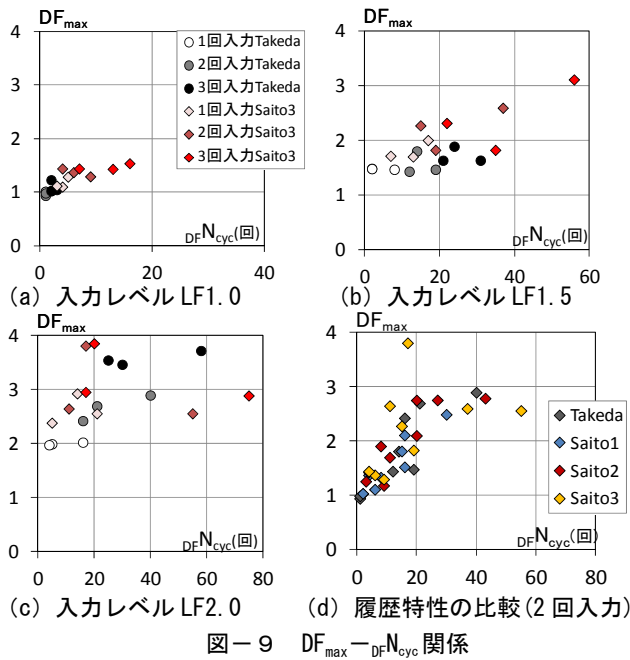 DFmax
4
3
2
1
0
0 20 40
DFNcyc(回)
1回入力Takeda
2回入力Takeda
3回入力Takeda
1回入力Saito3
2回入力Saito3
3回入力Saito3
(a) 入力レベル LF1.0
DFmax
4
3
2
1
0
0 20 40 60
DFNcyc(回)
(b) 入力レベル LF1.5
DFmax
4
3
2
1
0
0 20 40 60 80
DFNcyc(回)
(c) 入力レベル LF2.0
DFmax
4
3
2
1
0
0 20 40 60 80
DFNcyc(回)
Takeda
Saito1
Saito2
Saito3
(d) 履歴特性の比較(2回入力)
図-9 DFmax-DFNcyc関係